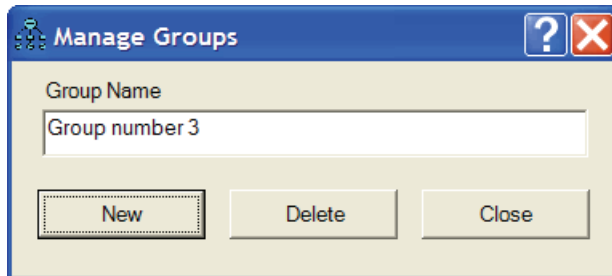 Manage Groups
Group Name
Group number 3
New Delete Close